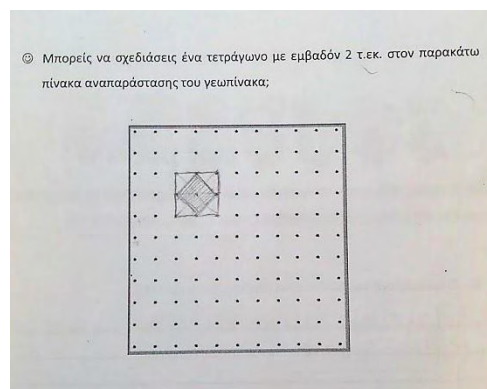 ☺ Μπορείς να σχεδιάσεις ένα τετράγωνο με εμβαδόν 2 τ.εκ. στον παρακάτω
πίνακα αναπαράστασης του γεωπίνακα;